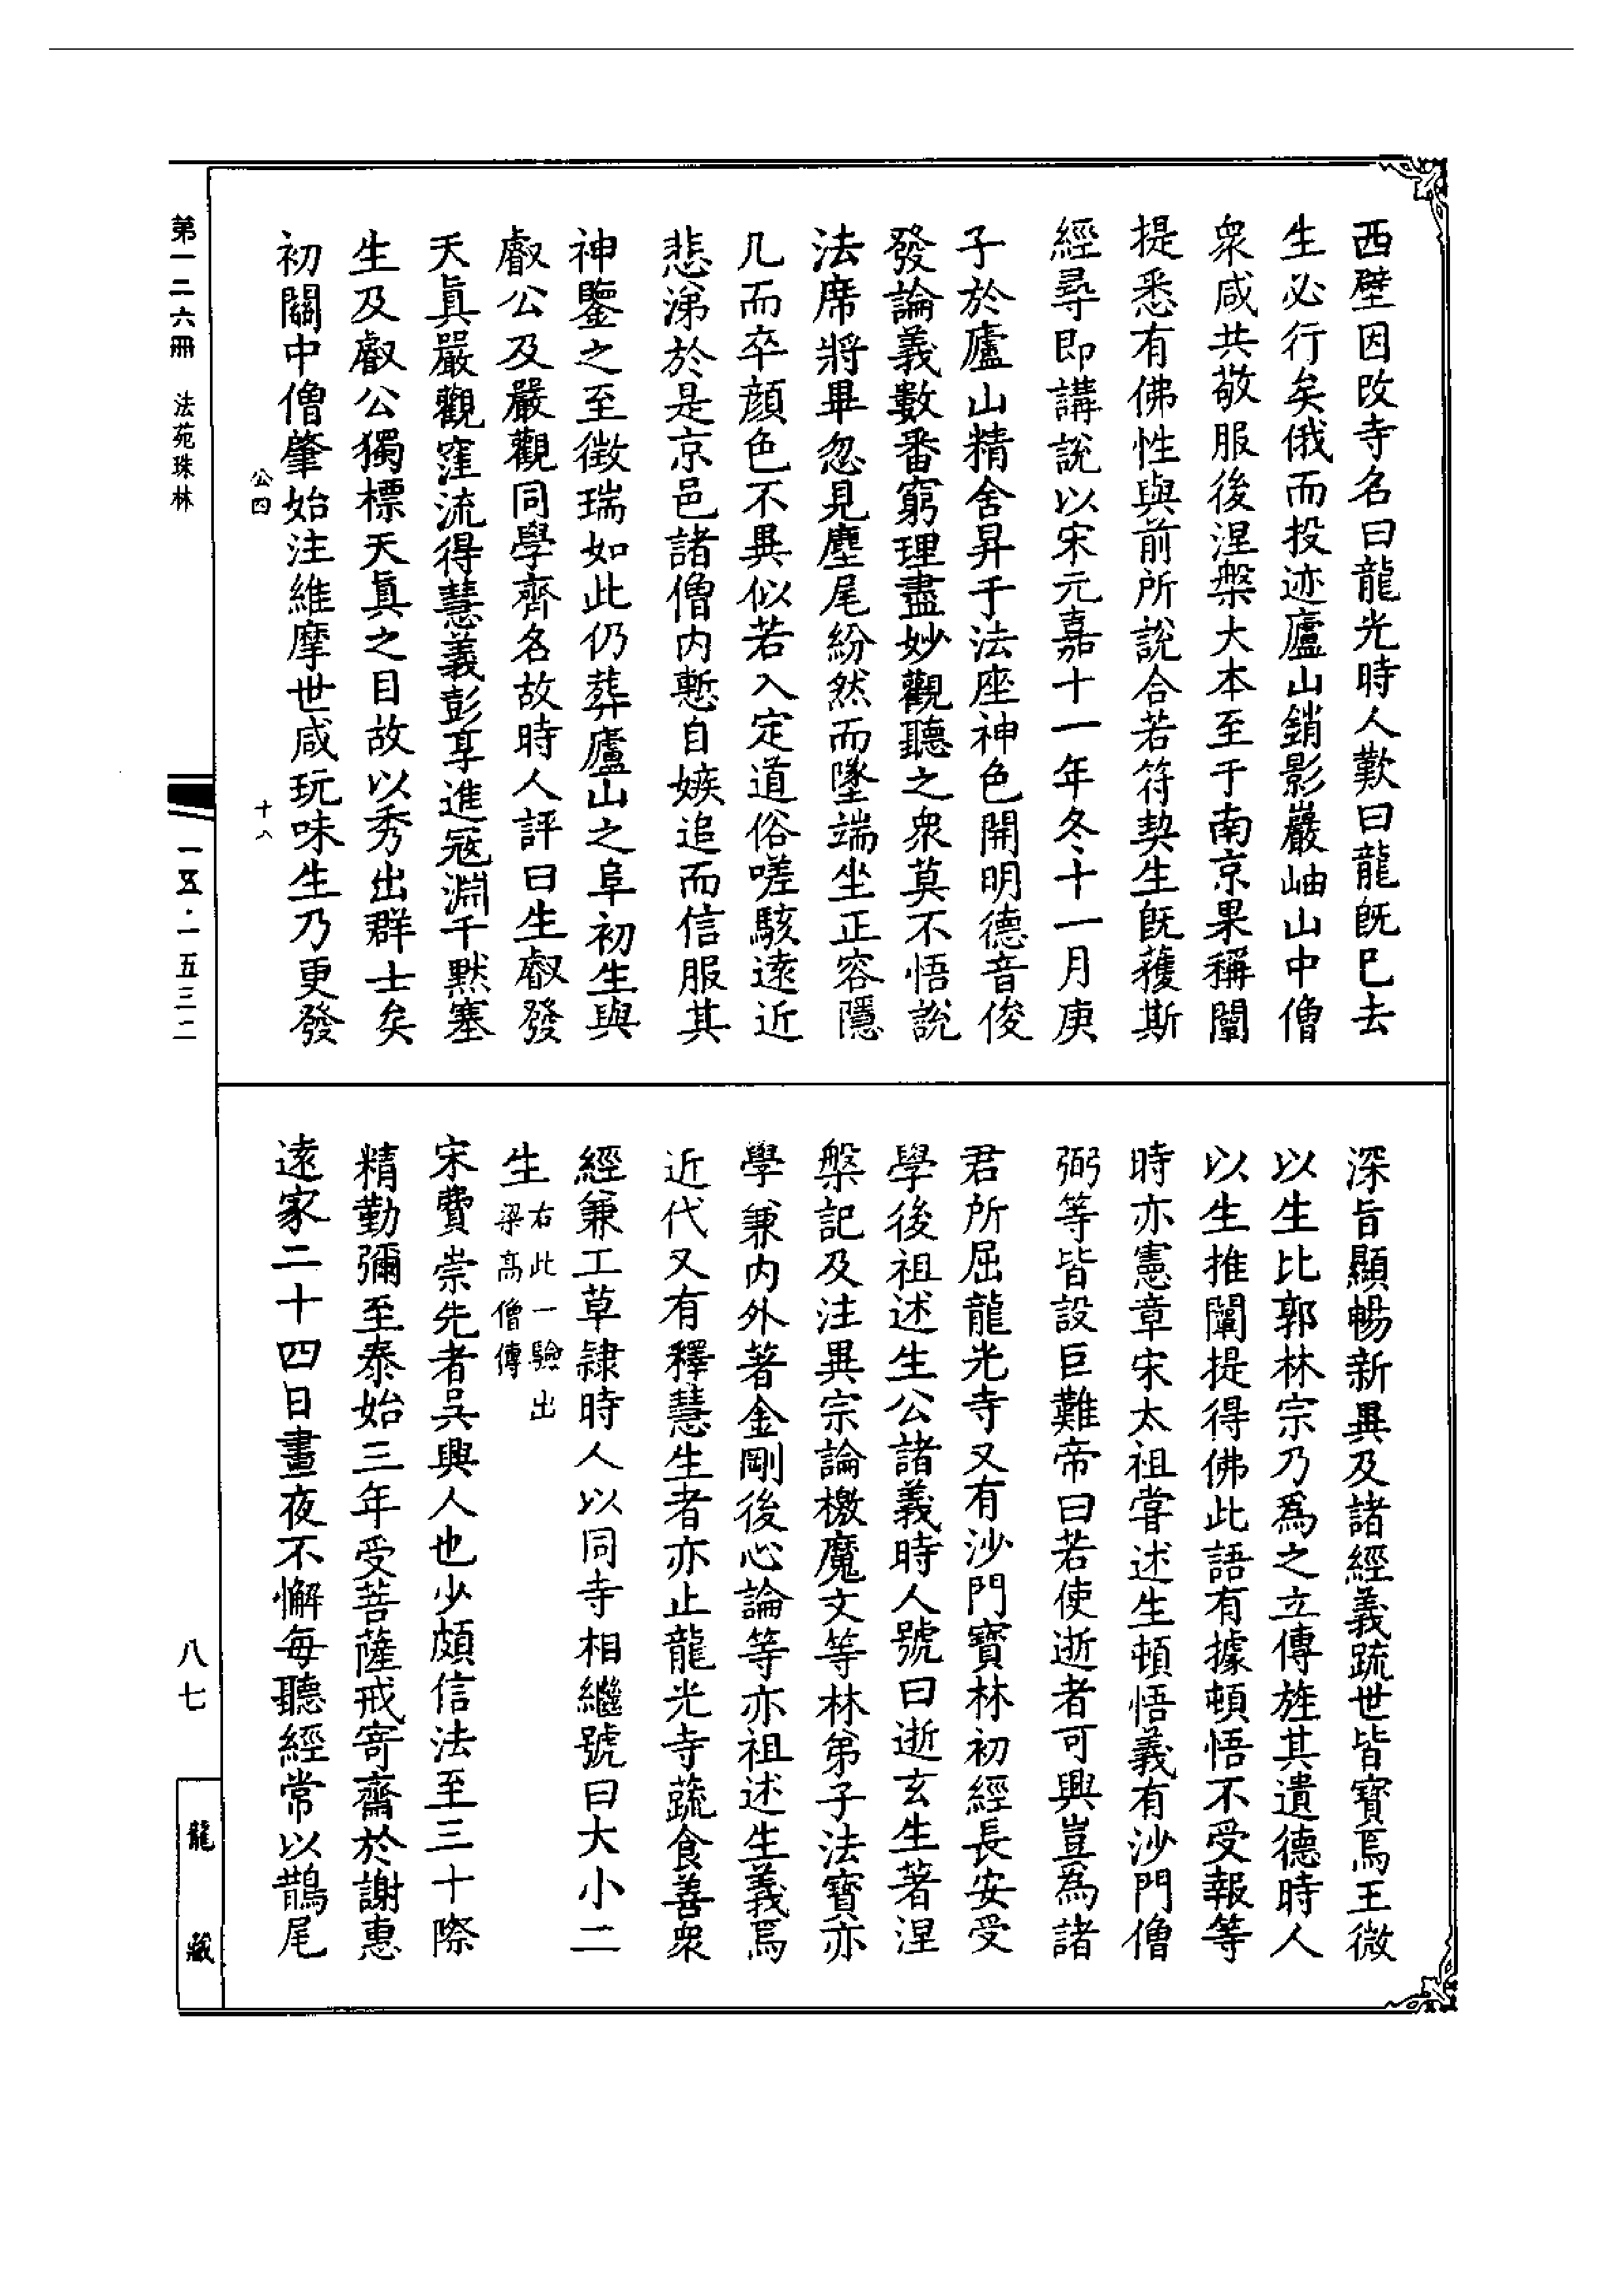 西壁因改寺名曰龍光時人歎曰龍旣巳去
生必行矣俄而投迹廬山銷影巖岫山中僧
衆咸共敬服後涅槃大本至于南京果稱闡
提悉有佛性與前所說合若符契生旣獲斯
經尋即講說以宋元嘉十一年冬十一月庚
子於廬山精舍昇于法座神色開明德音俊
發論義數番窮理盡妙觀聽之衆莫不悟說
法席將畢忽見麈尾紛然而墜端坐正容隱
几而卒顏色不異似若入定道俗嗟駭遠近
悲涕於是京邑諸僧内慙自嫉追而信服其
神鑒之至徵瑞如此仍葬廬山之阜初生與
叡公及嚴觀同學齊名故時人評曰生叡發
天眞嚴觀窪流得慧義彭亨進寇淵于默塞
生及叡公獨標天眞之目故以秀出群士矣
初關中僧肇始注維摩世咸玩味生乃更發
公四
十八
深旨顯暢新異及諸經義疏世皆寶焉王微
以生比郭林宗乃爲之立傳旌其遺德時人
以生推闡提得佛此語有據頓悟不受報等
時亦憲章宋太祖嘗述生頓悟義有沙門僧
弼等皆設巨難帝曰若使逝者可興豈爲諸
君所屈龍光寺又有沙門寶林初經長安受
學後祖述生公諸義時人號曰逝玄生著涅
槃記及注異宗論檄魔文等林弟子法寶亦
學兼内外著金剛後心論等亦祖述生義焉
近代又有釋慧生者亦止龍光寺蔬食善衆
經兼工草隸時人以同寺相繼號曰大小二
生
右此一驗出
梁高僧傳
宋費崇先者吳興人也少頗信法至三十際
精勤彌至泰始三年受菩薩戒寄齋於謝惠
遠家二十四日晝夜不懈每聽經常以鵲尾
第一二六冊　法苑珠林
一五·一五三二
八七
龍藏